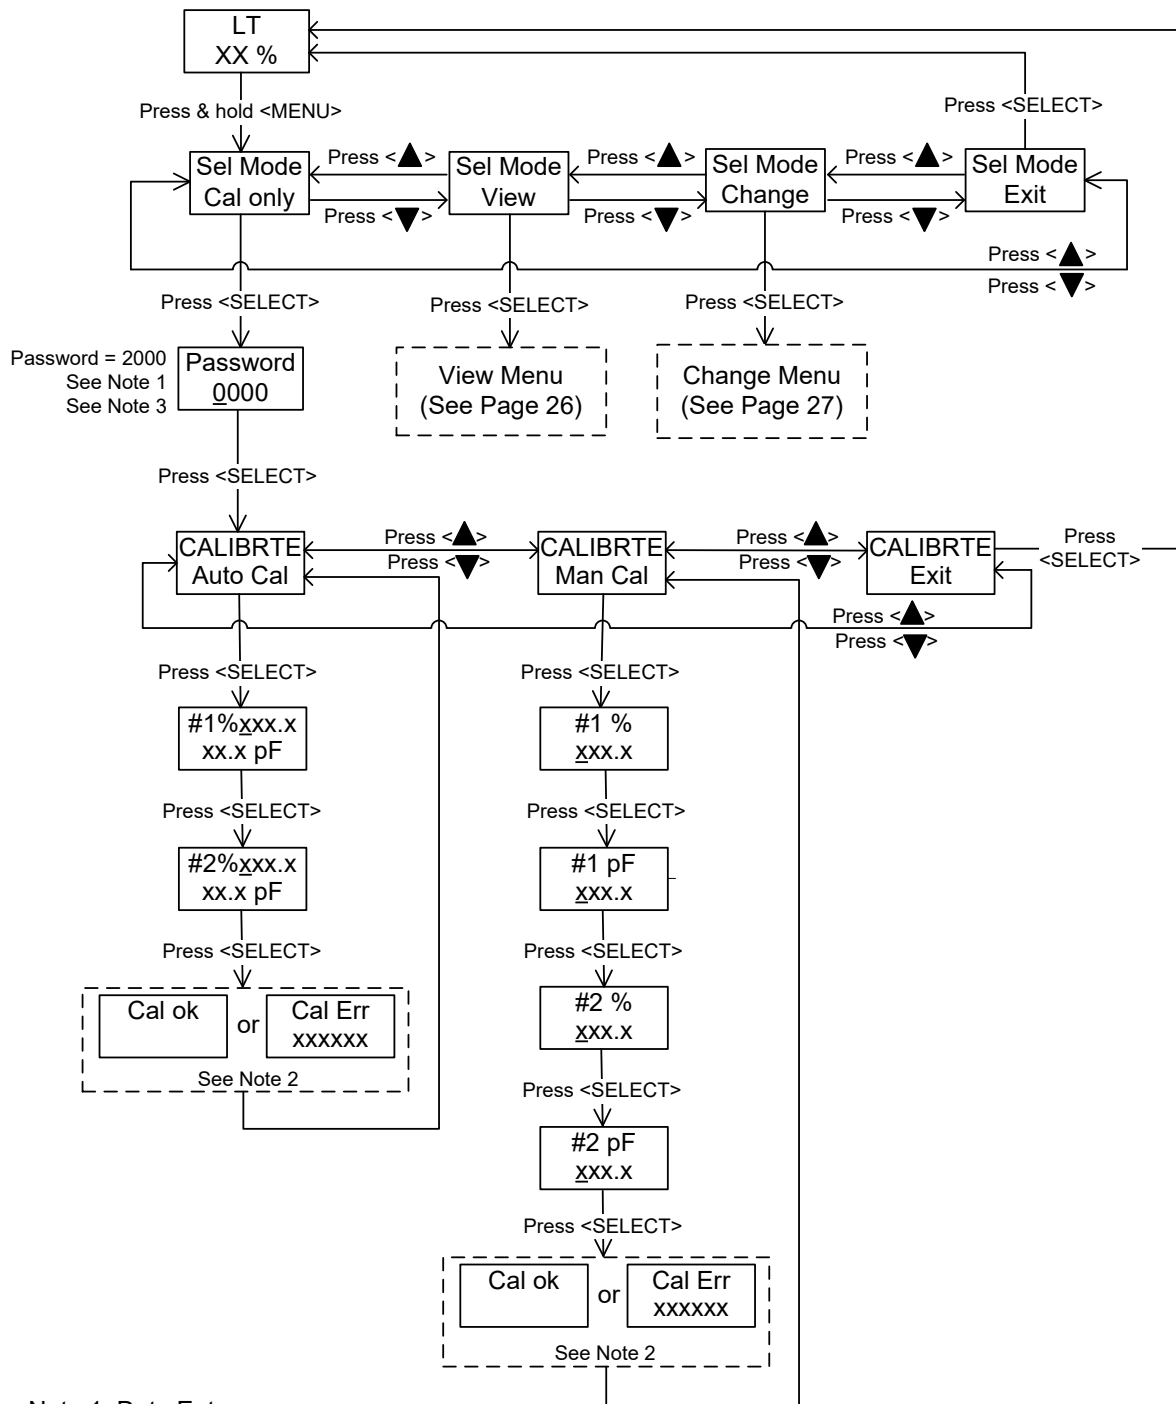 LT
XX %
Press & hold <MENU>
Press <SELECT>
Sel Mode
Cal only
Press <▲>
Press <▼>
Sel Mode
View
Press <▲>
Press <▼>
Sel Mode
Change
Press <▲>
Press <▼>
Sel Mode
Exit
Press <▲>
Press <▼>
Press <SELECT>
Press <SELECT>
Press <SELECT>
Password = 2000
See Note 1
See Note 3
Password
0000
View Menu
(See Page 26)
Change Menu
(See Page 27)
Press <SELECT>
CALIBRTE
Auto Cal
Press <▲>
Press <▼>
CALIBRTE
Man Cal
Press <▲>
Press <▼>
CALIBRTE
Exit
Press
<SELECT>
Press <▲>
Press <▼>
Press <SELECT>
Press <SELECT>
#1%xxx.x
xx.x pF
#1 %
xxx.x
Press <SELECT>
Press <SELECT>
#2%xxx.x
xx.x pF
#1 pF
xxx.x
Press <SELECT>
Press <SELECT>
Cal ok
or
Cal Err
xxxxxx
See Note 2
#2 %
xxx.x
Press <SELECT>
#2 pF
xxx.x
Press <SELECT>
Cal ok
or
Cal Err
xxxxxx
See Note 2